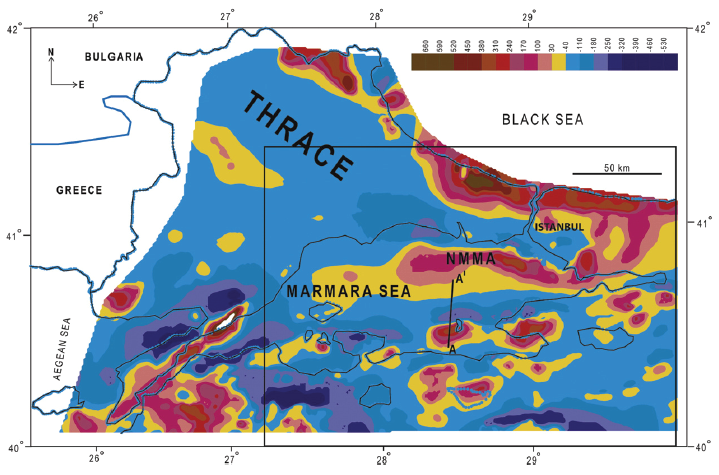 26° 27° 28° 29°
42° 42°
N
E
BULGARIA
660 590 520 450 380 310 240 170 100 30 -40 -110 -180 -250 -320 -390 -460 -530
THRACE
BLACK SEA
50 km
GREECE
ISTANBUL
41° 41°
NMMA
A'
MARMARA SEA
A
AEGEAN SEA
40° 40°
26° 27° 28° 29°